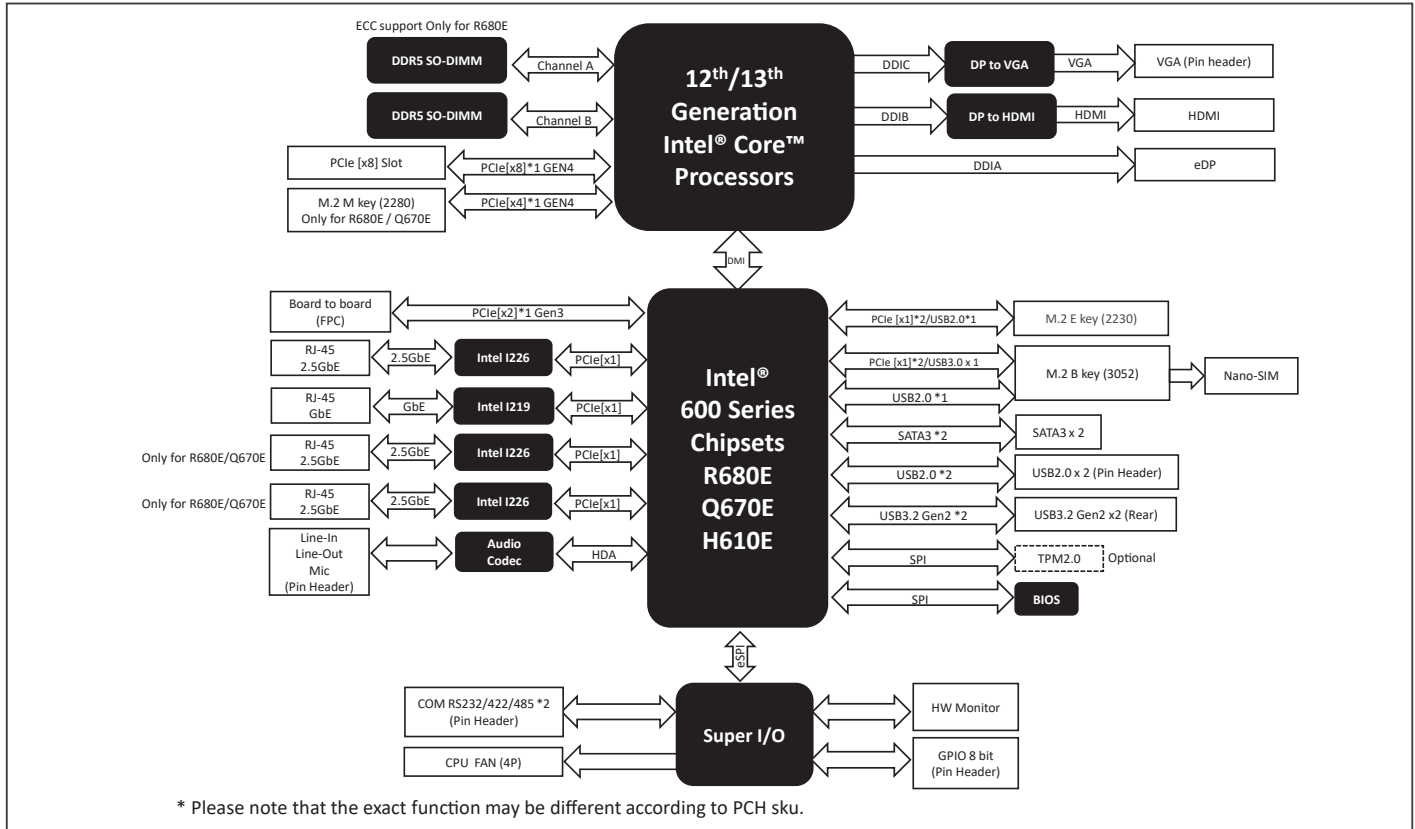 ECC support Only for R680E
DDR5 SO-DIMM
Channel A
DDR5 SO-DIMM
Channel B
PCIe [x8] Slot
PCIe[x8]*1 GEN4
M.2 M key (2280)
Only for R680E / Q670E
PCIe[x4]*1 GEN4
12th/13th
Generation
Intel® Core™
Processors
DDIC
DP to VGA
VGA
VGA (Pin header)
DDIB
DP to HDMI
HDMI
HDMI
DDIA
eDP
DMI
Board to board
(FPC)
PCIe[x2]*1 Gen3
RJ-45
2.5GbE
2.5GbE
Intel I226
PCIe[x1]
RJ-45
GbE
GbE
Intel I219
PCIe[x1]
Only for R680E/Q670E
RJ-45
2.5GbE
2.5GbE
Intel I226
PCIe[x1]
Only for R680E/Q670E
RJ-45
2.5GbE
2.5GbE
Intel I226
PCIe[x1]
Line-In
Line-Out
Mic
(Pin Header)
Audio
Codec
HDA
Intel®
600 Series
Chipsets
R680E
Q670E
H610E
PCIe [x1]*2/USB2.0*1
M.2 E key (2230)
PCIe [x1]*2/USB3.0 x 1
USB2.0 *1
M.2 B key (3052)
Nano-SIM
SATA3 *2
SATA3 x 2
USB2.0 *2
USB2.0 x 2 (Pin Header)
USB3.2 Gen2 *2
USB3.2 Gen2 x2 (Rear)
SPI
TPM2.0
Optional
SPI
BIOS
eSPI
COM RS232/422/485 *2
(Pin Header)
CPU FAN (4P)
Super I/O
HW Monitor
GPIO 8 bit
(Pin Header)
* Please note that the exact function may be different according to PCH sku.